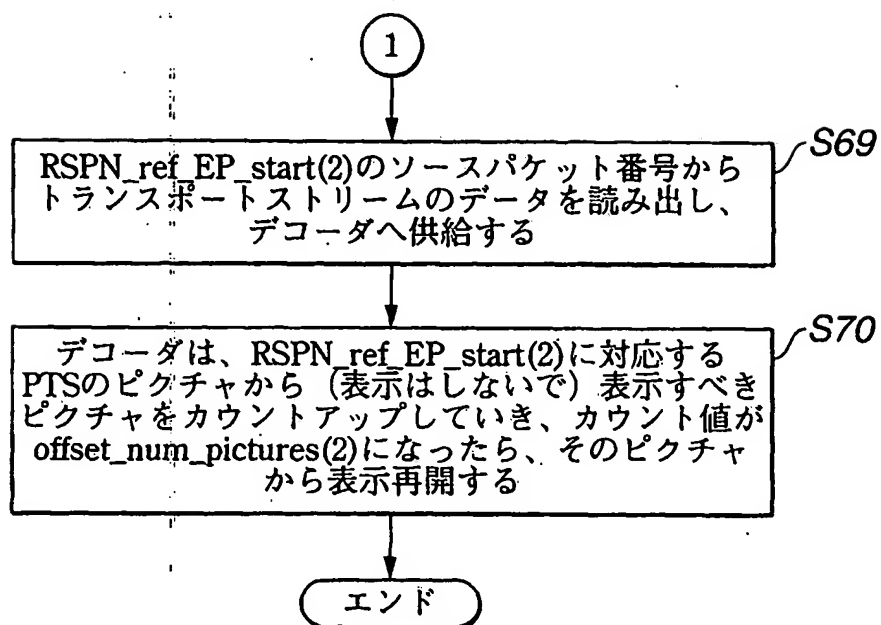 1
S69
RSPN_ref_EP_start(2)のソースパケット番号から
トランスポートストリームのデータを読み出し、
デコーダへ供給する
S70
デコーダは、RSPN_ref_EP_start(2)に対応する
PTSのピクチャから（表示はしないで）表示すべき
ピクチャをカウントアップしていき、カウント値が
offset_num_pictures(2)になったら、そのピクチャ
から表示再開する
エンド